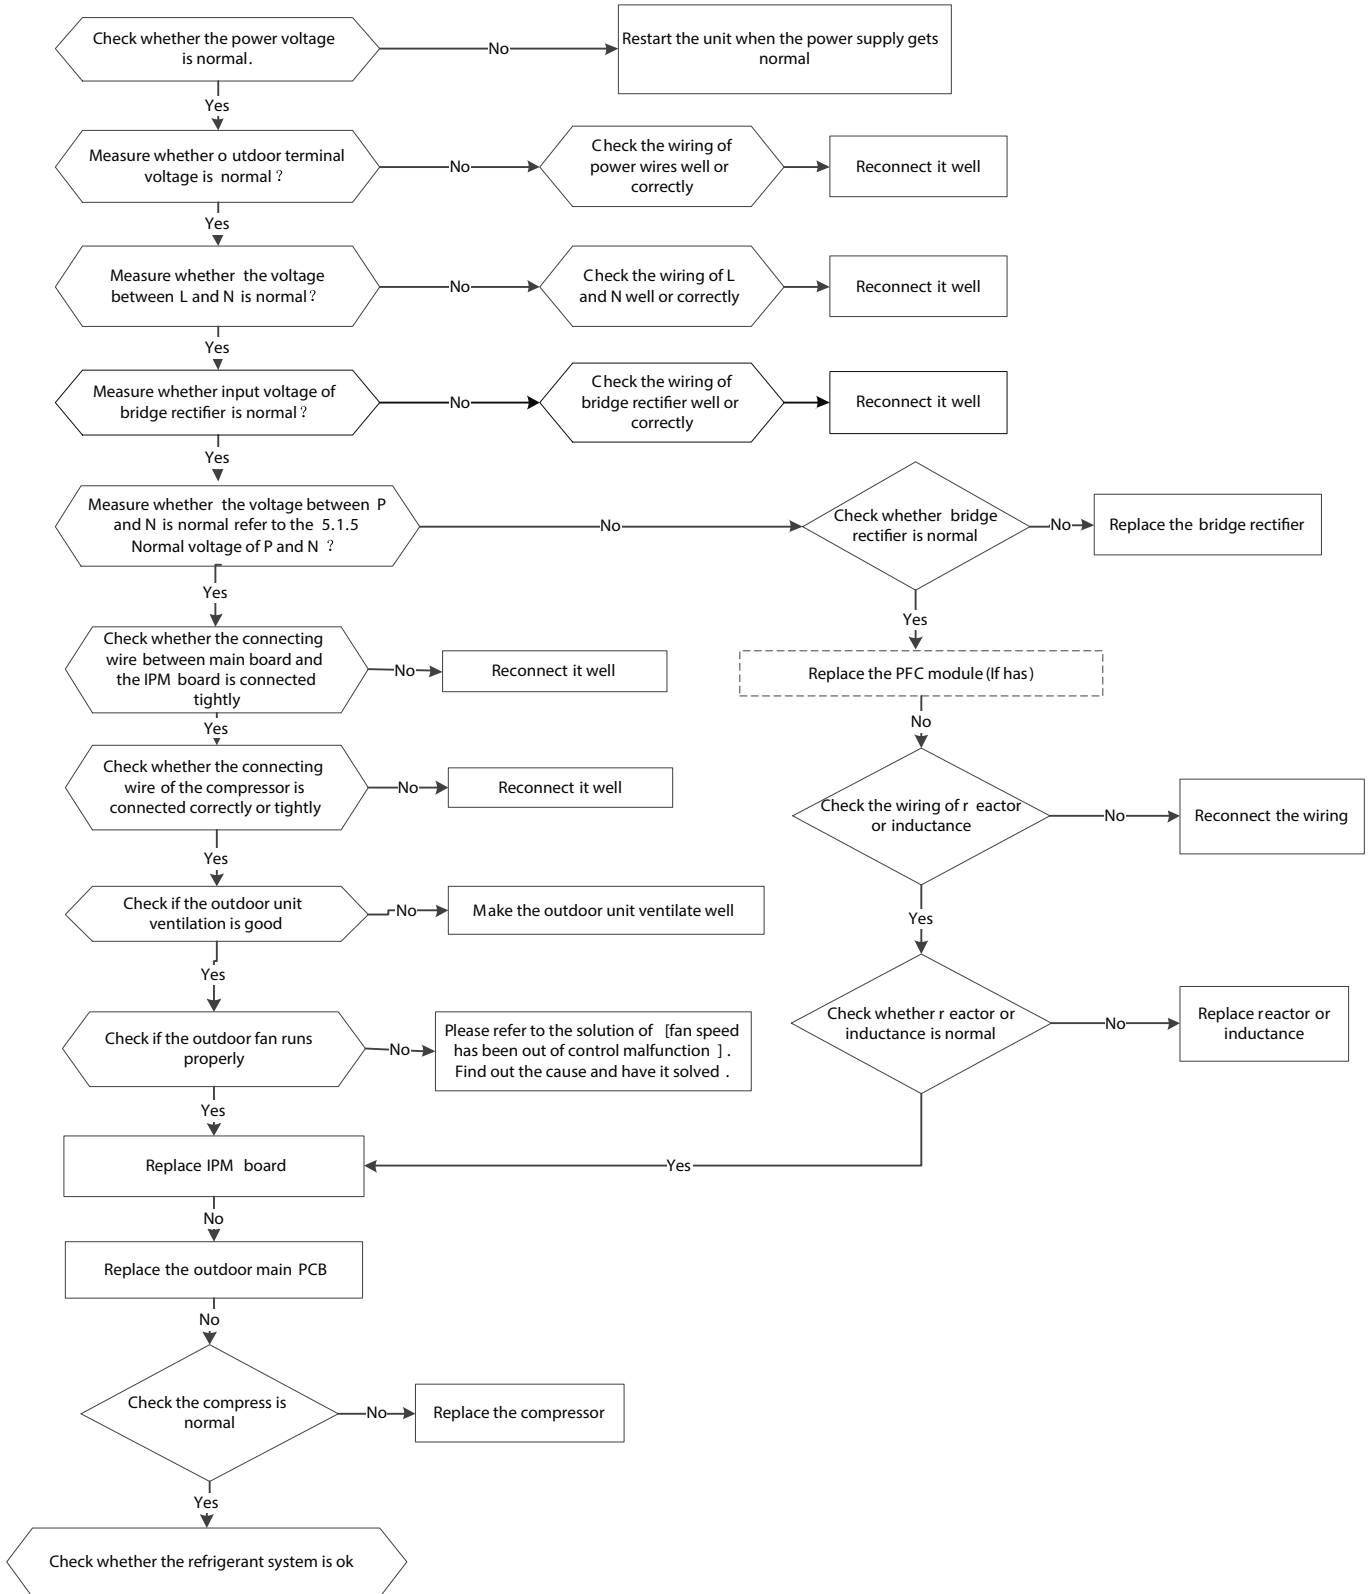 Check whether the power voltage
is normal.
No
Restart the unit when the power supply gets
normal
Yes
Measure whether o utdoor terminal
voltage is normal？
No
Check the wiring of
power wires well or
correctly
Reconnect it well
Yes
Measure whether the voltage
between L and N is normal？
No
Check the wiring of L
and N well or correctly
Reconnect it well
Yes
Measure whether input voltage of
bridge rectifier is normal？
No
Check the wiring of
bridge rectifier well or
correctly
Reconnect it well
Yes
Measure whether the voltage between P
and N is normal refer to the 5.1.5
Normal voltage of P and N ？
No
Check whether bridge
rectifier is normal
No
Replace the bridge rectifier
Yes
Yes
Check whether the connecting
wire between main board and
the IPM board is connected
tightly
No
Reconnect it well
Replace the PFC module (If has)
No
Yes
Check whether the connecting
wire of the compressor is
connected correctly or tightly
No
Reconnect it well
Check the wiring of r eactor
or inductance
No
Reconnect the wiring
Yes
Check if the outdoor unit
ventilation is good
No
Make the outdoor unit ventilate well
Yes
Yes
Check if the outdoor fan runs
properly
No
Please refer to the solution of [fan speed
has been out of control malfunction ] .
Find out the cause and have it solved .
Check whether r eactor or
inductance is normal
No
Replace reactor or
inductance
Yes
Replace IPM board
Yes
No
Replace the outdoor main PCB
No
Check the compress is
normal
No
Replace the compressor
Yes
Check whether the refrigerant system is ok